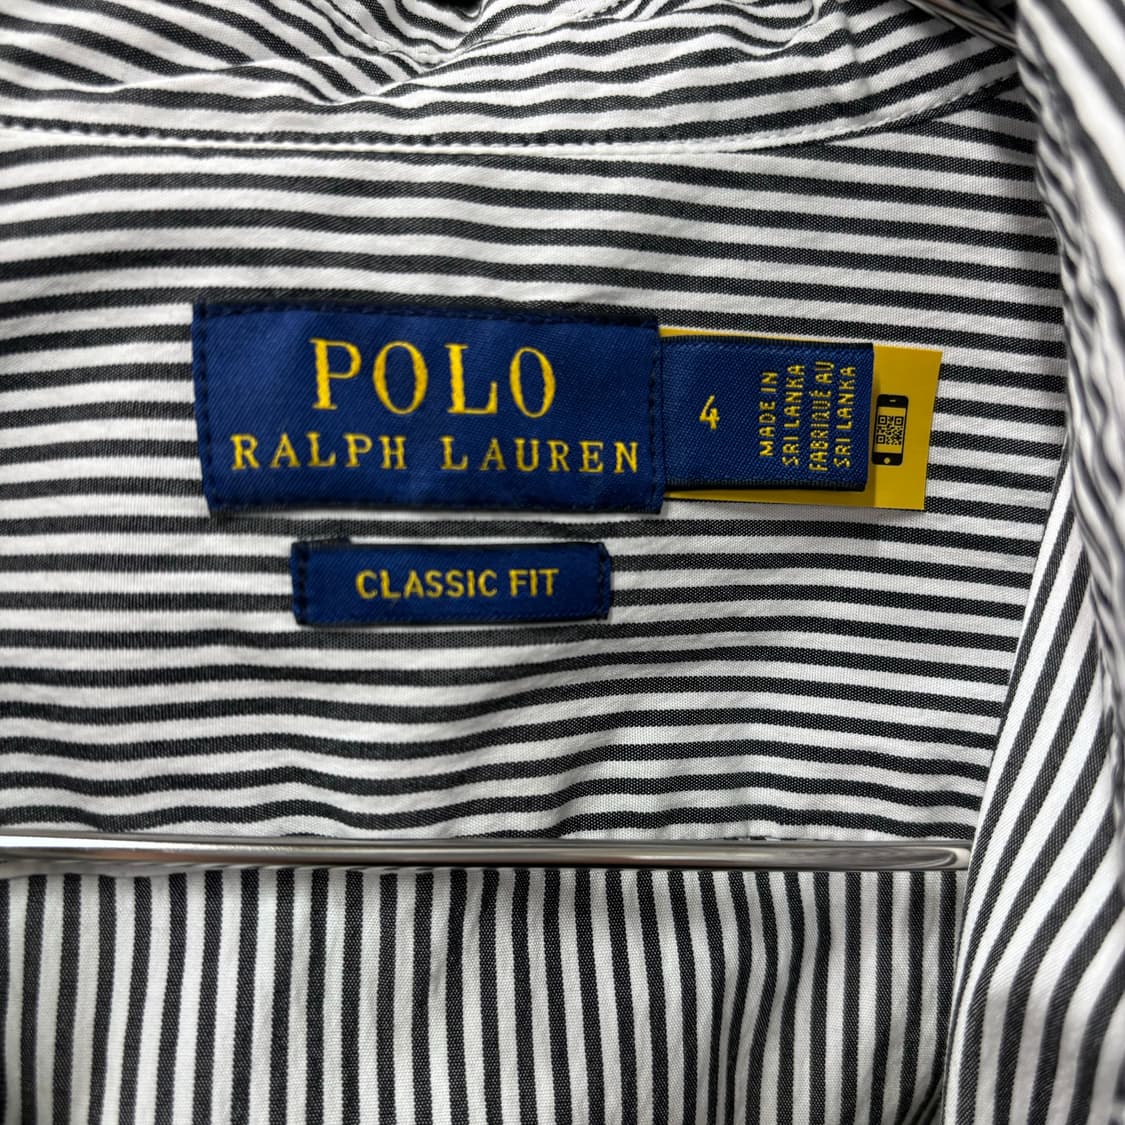 POLO
RALPH LAUREN
4
MADE IN
SRI LANKA
FABRIQUÉ AU
SRI LANKA
CLASSIC FIT